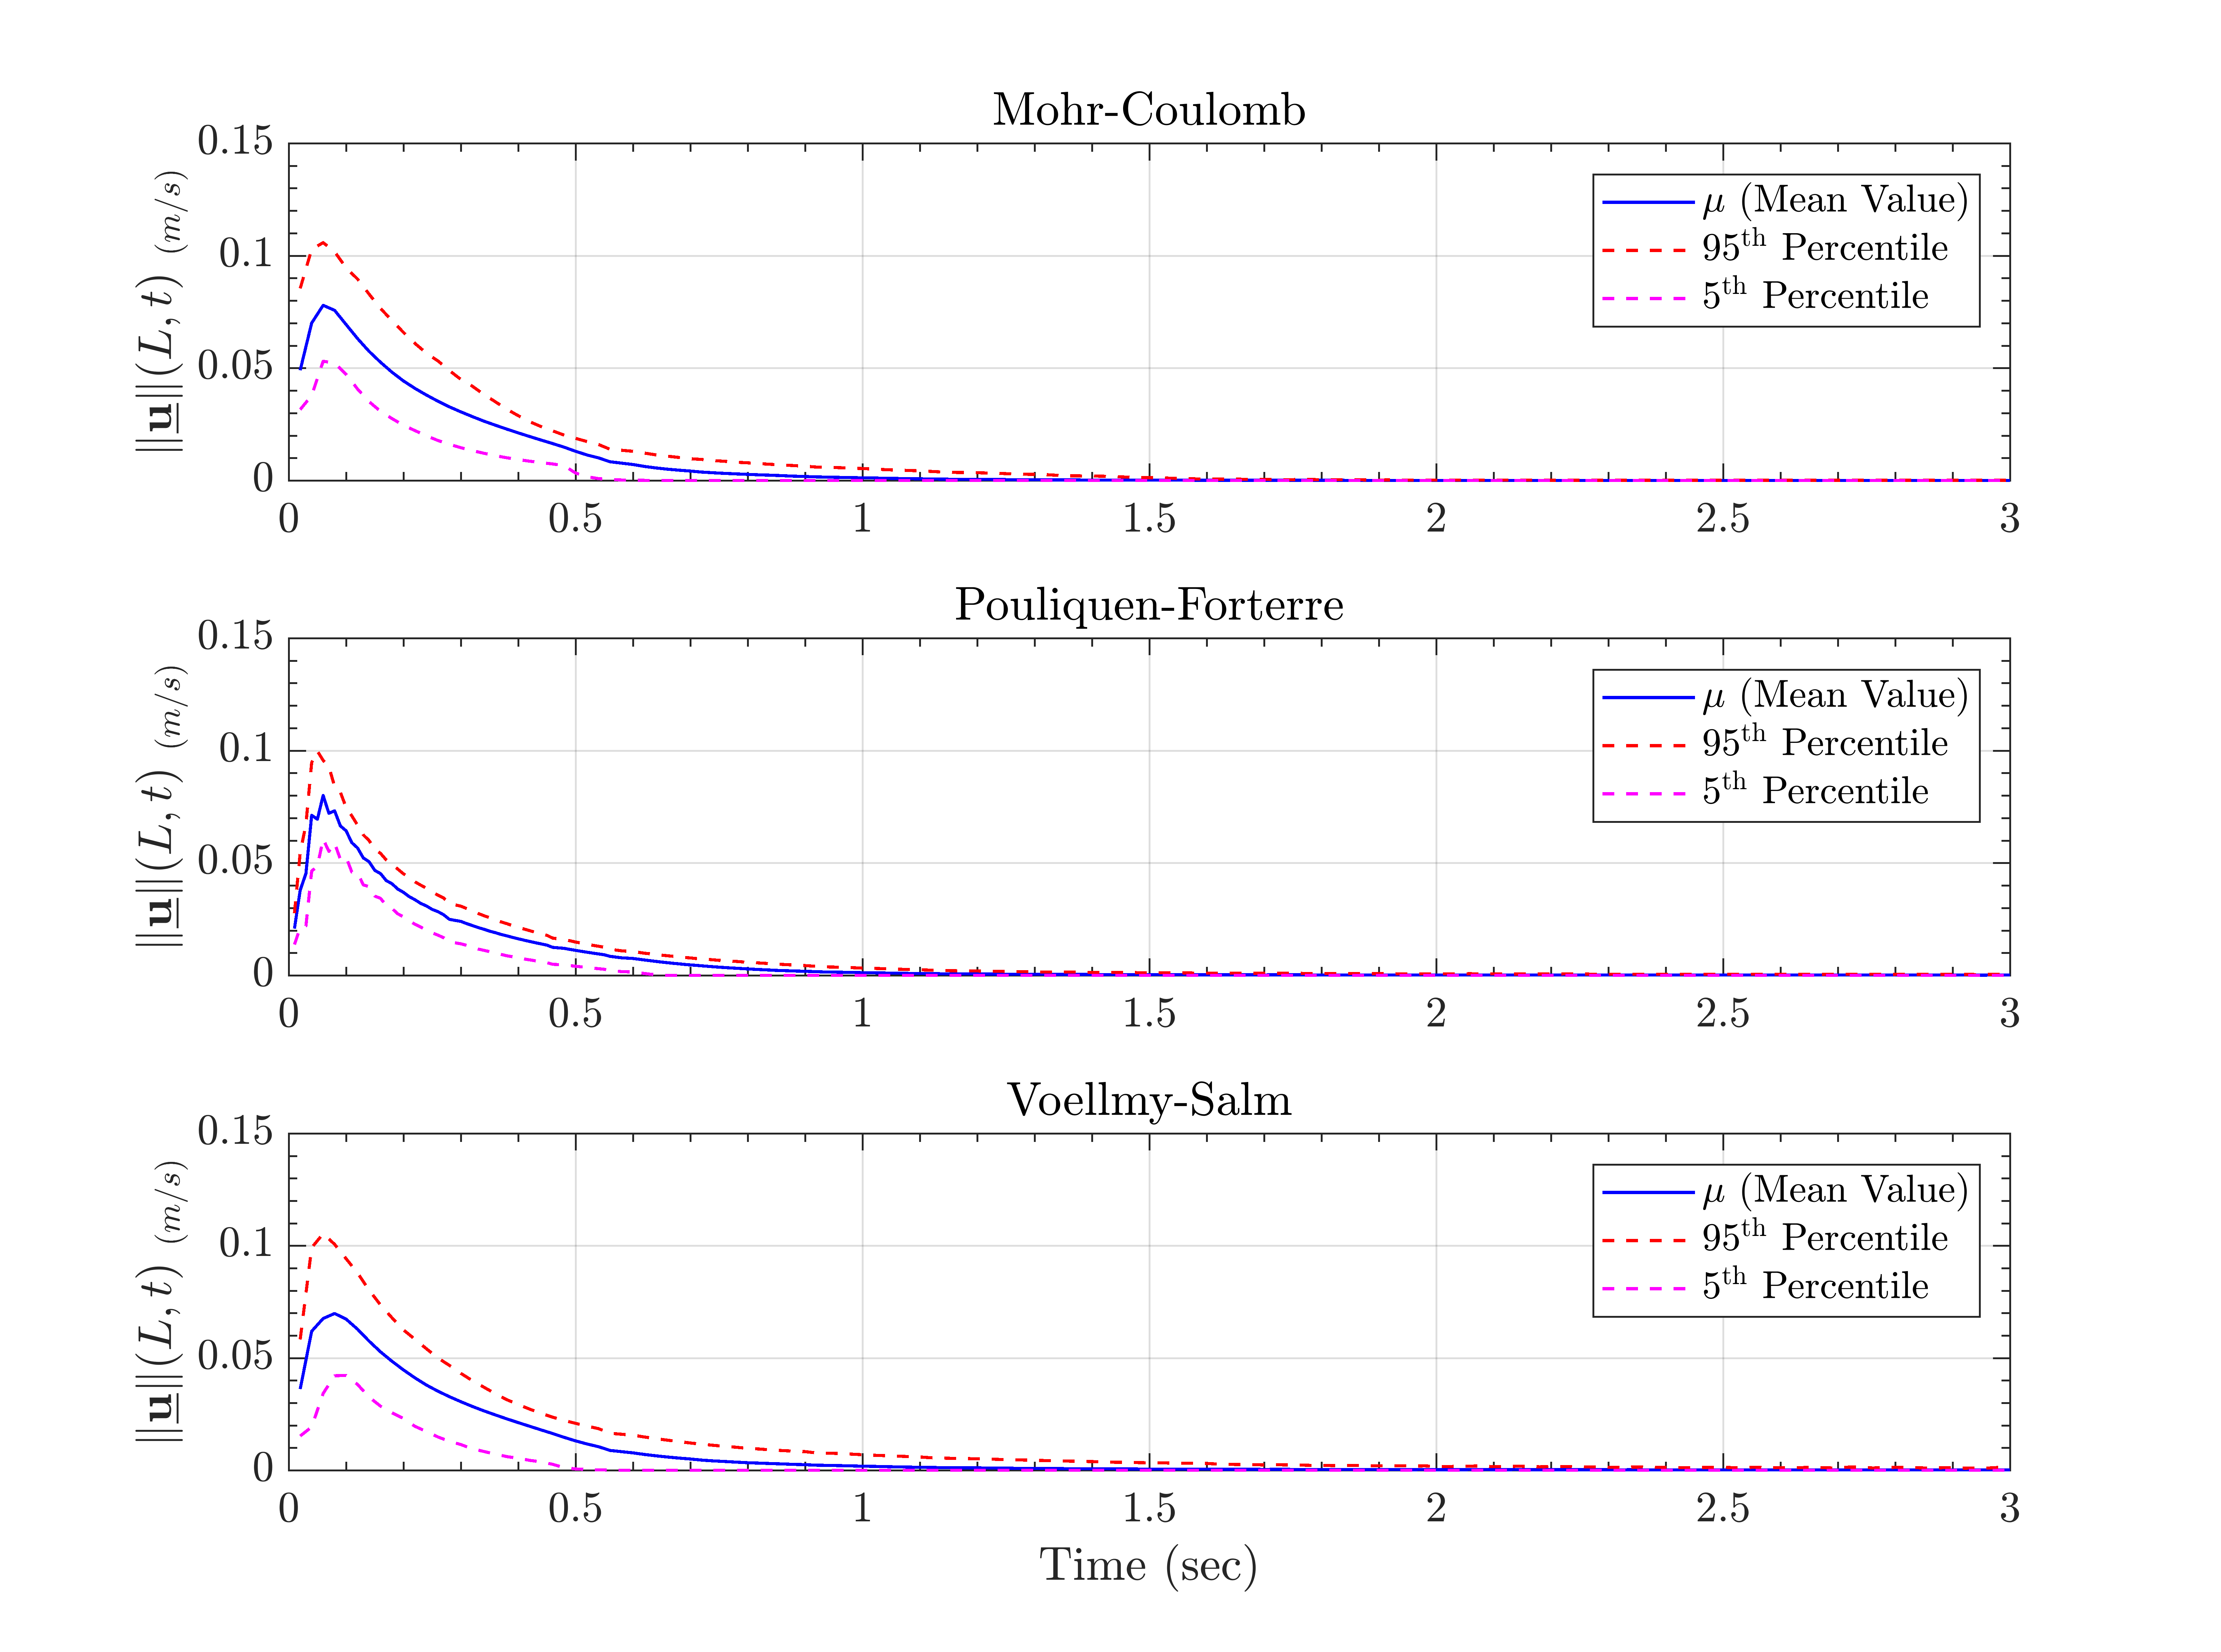 Mohr-Coulomb
||u||(L, t) (m/s)
0.15
0.1
0.05
0
μ (Mean Value)
95th Percentile
5th Percentile
0 0.5 1 1.5 2 2.5 3
Pouliquen-Forterre
||u||(L, t) (m/s)
0.15
0.1
0.05
0
μ (Mean Value)
95th Percentile
5th Percentile
0 0.5 1 1.5 2 2.5 3
Voellmy-Salm
||u||(L, t) (m/s)
0.15
0.1
0.05
0
μ (Mean Value)
95th Percentile
5th Percentile
0 0.5 1 1.5 2 2.5 3
Time (sec)